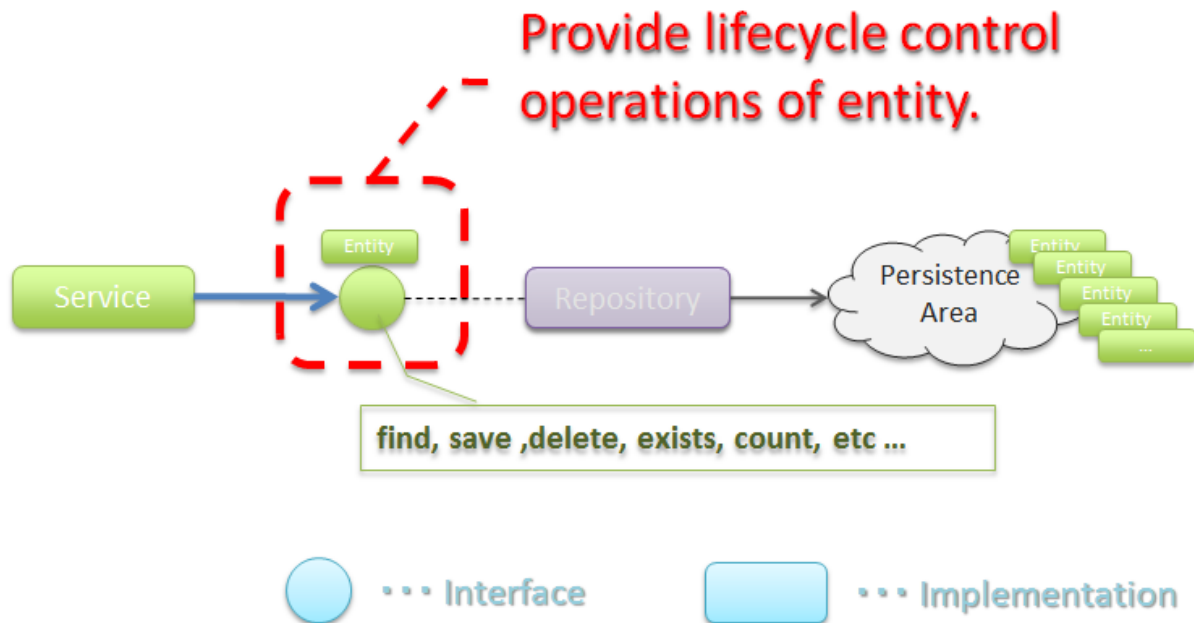 Provide lifecycle control
operations of entity.
Entity
Service
Repository
Persistence
Area
Entity
Entity
Entity
Entity
...
find, save ,delete, exists, count, etc ...
··· Interface
··· Implementation